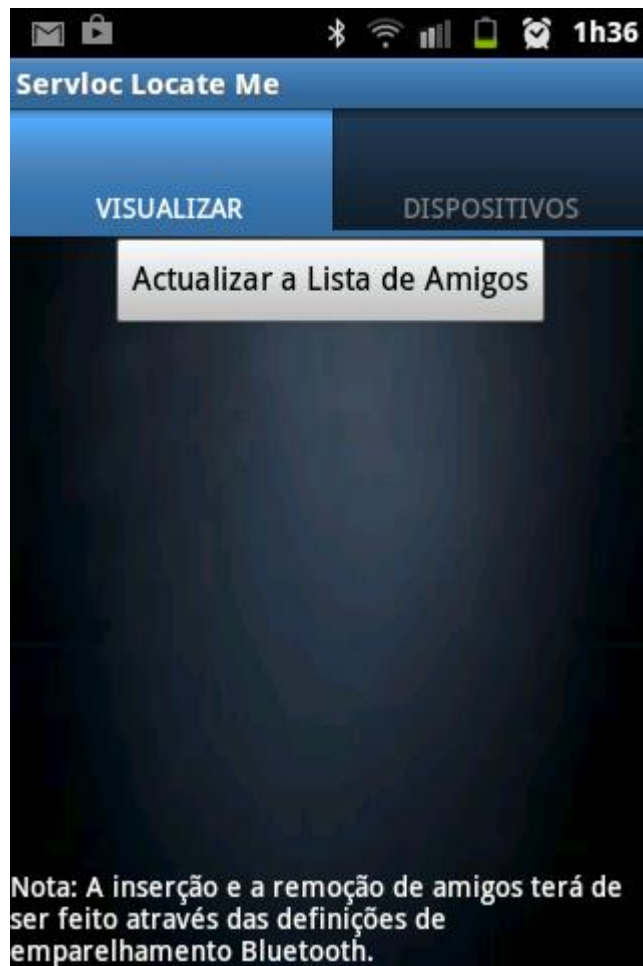 1h36
Servloc Locate Me
VISUALIZAR
DISPOSITIVOS
Actualizar a Lista de Amigos
Nota: A inserção e a remoção de amigos terá de
ser feito através das definições de
emparelhamento Bluetooth.